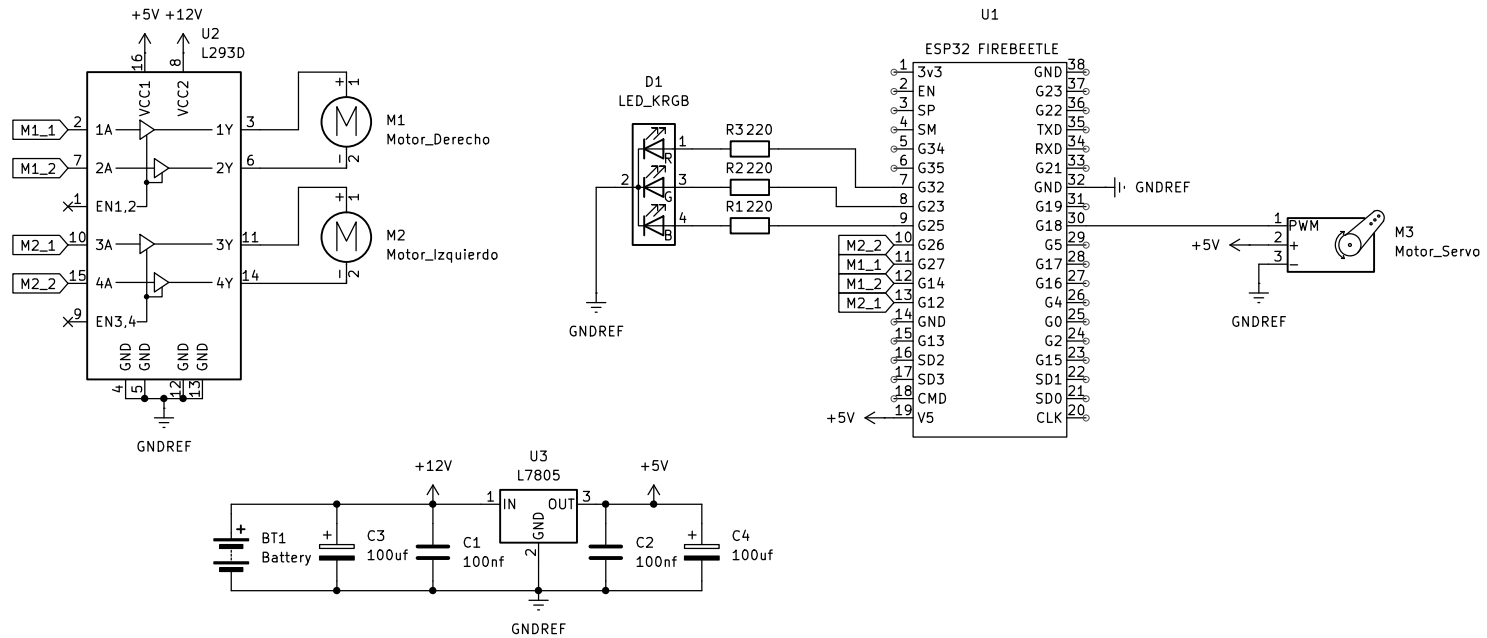 +5V +12V
U2
L293D
16
8
VCC1
VCC2
M1_1 2 1A 1Y 3
M1_2 7 2A 2Y 6
1 EN1,2
M2_1 10 3A 3Y 11
M2_2 15 4A 4Y 14
9 EN3,4
GND GND GND GND
4 5 12 13
GNDREF
+ 1
M
M1
Motor_Derecho
- 2
+ 1
M
M2
Motor_Izquierdo
- 2
D1
LED_KRGB
R 1
2 G 3
B 4
GNDREF
R3 220
R2 220
R1 220
U1
ESP32 FIREBEETLE
1 3v3 GND 38
2 EN G23 37
3 SP G22 36
4 SM TXD 35
5 G34 RXD 34
6 G35 G21 33
7 G32 GND 32 GNDREF
8 G23 G19 31
9 G25 G18 30
M2_2 10 G26 G5 29
M1_1 11 G27 G17 28
M1_2 12 G14 G16 27
M2_1 13 G12 G4 26
14 GND G0 25
15 G13 G2 24
16 SD2 G15 23
17 SD3 SD1 22
18 CMD SD0 21
+5V 19 V5 CLK 20
1 PWM
+5V 2 +
3 -
M3
Motor_Servo
GNDREF
U3
L7805
+12V
+5V
1 IN OUT 3
GND
2
+
BT1
Battery
+
C3
100uf
C1
100nf
C2
100nf
+
C4
100uf
GNDREF